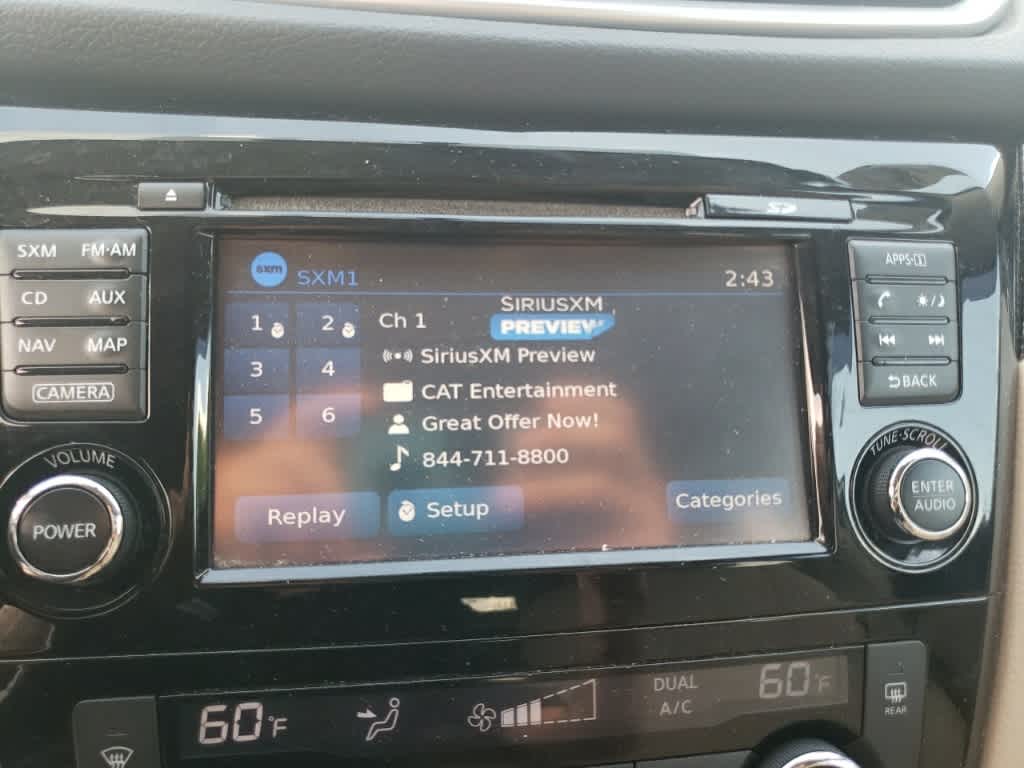 SD
SXM FM·AM
CD AUX
NAV MAP
CAMERA
VOLUME
POWER
sxm SXM1 2:43
1 2
3 4
5 6
Ch 1
SIRIUSXM
PREVIEW
SiriusXM Preview
CAT Entertainment
Great Offer Now!
844-711-8800
Replay Setup Categories
APPS·i
BACK
TUNE·SCROLL
ENTER
AUDIO
60°F
DUAL
A/C
60°F
REAR